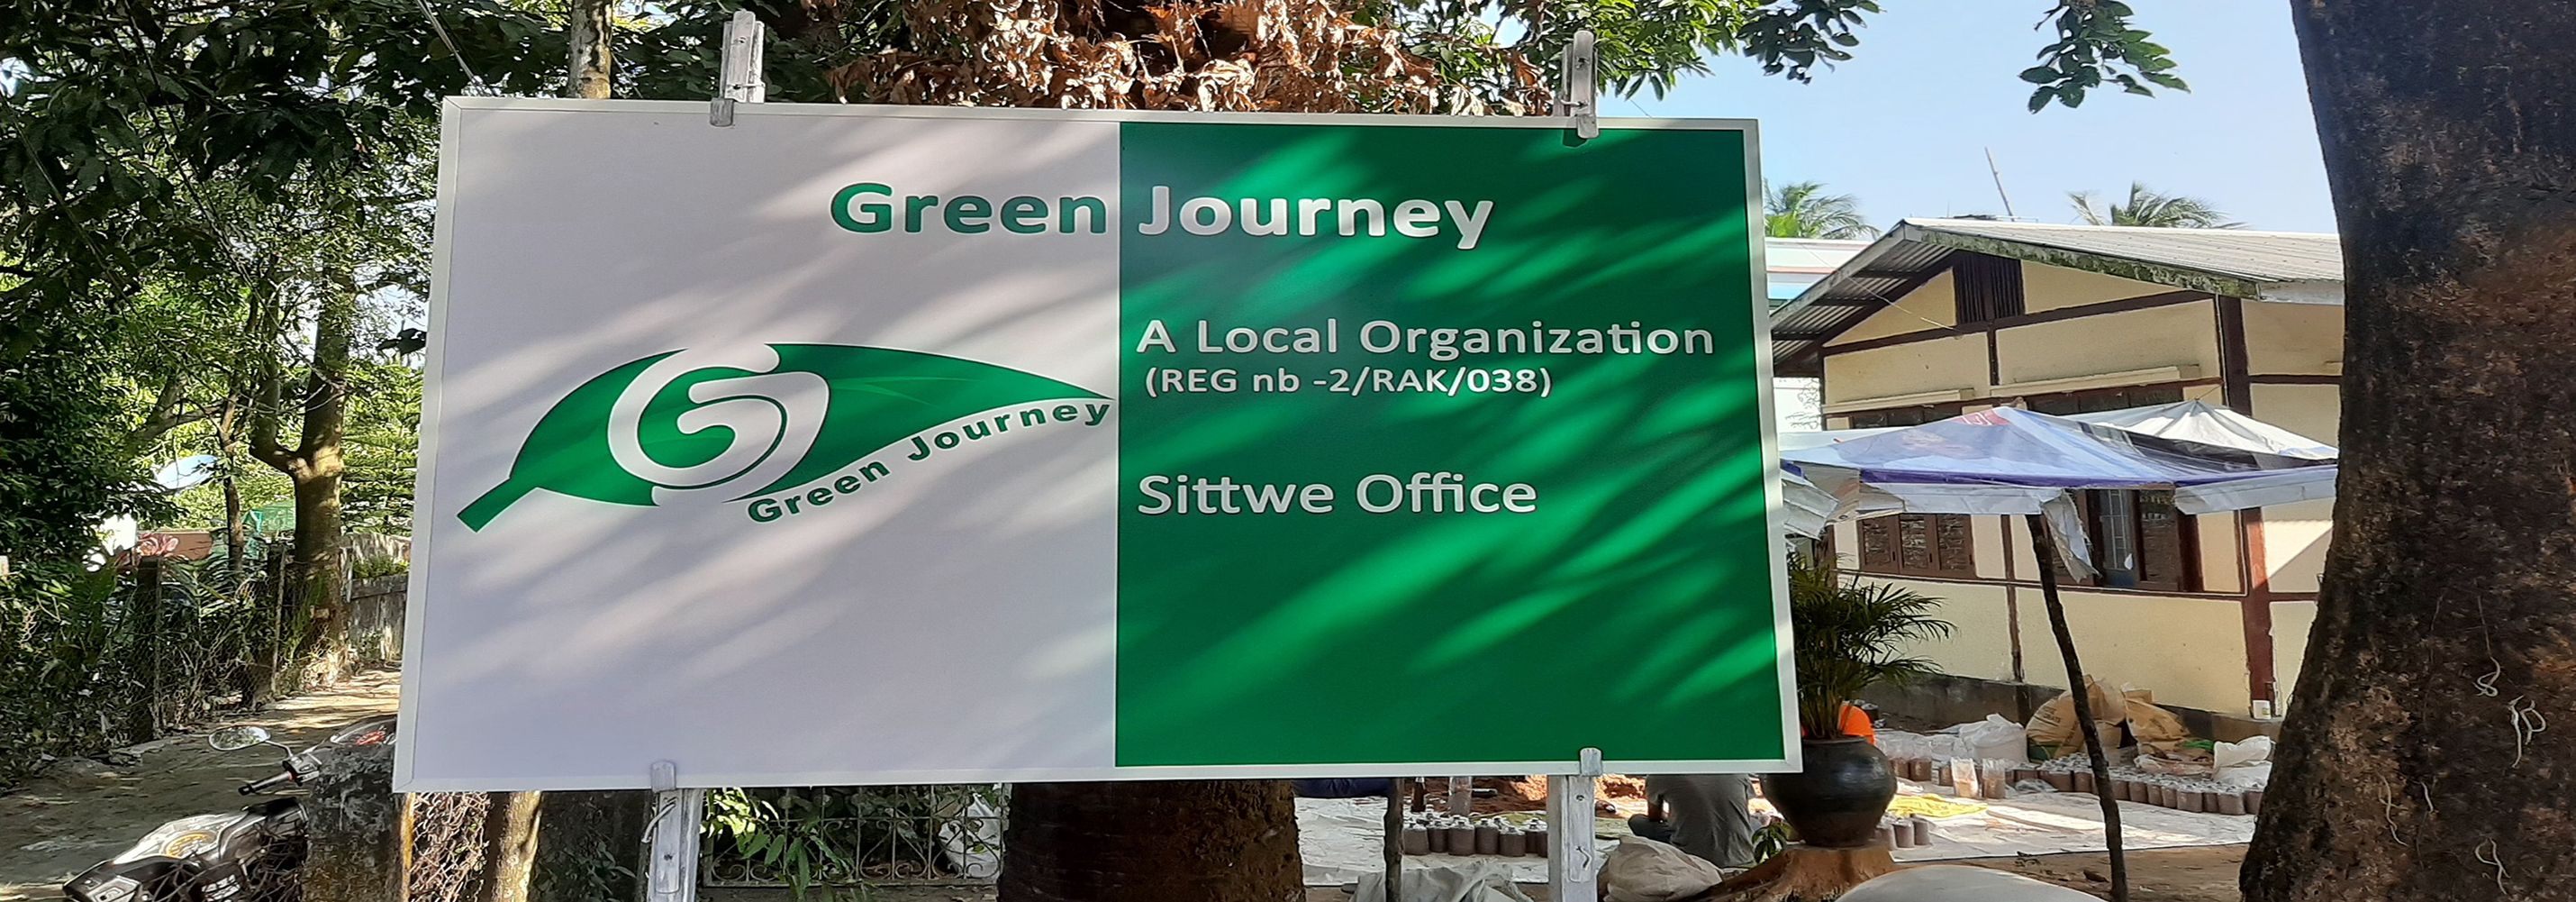 Green Journey
A Local Organization
(REG nb -2/RAK/038)
Green Journey
Sittwe Office